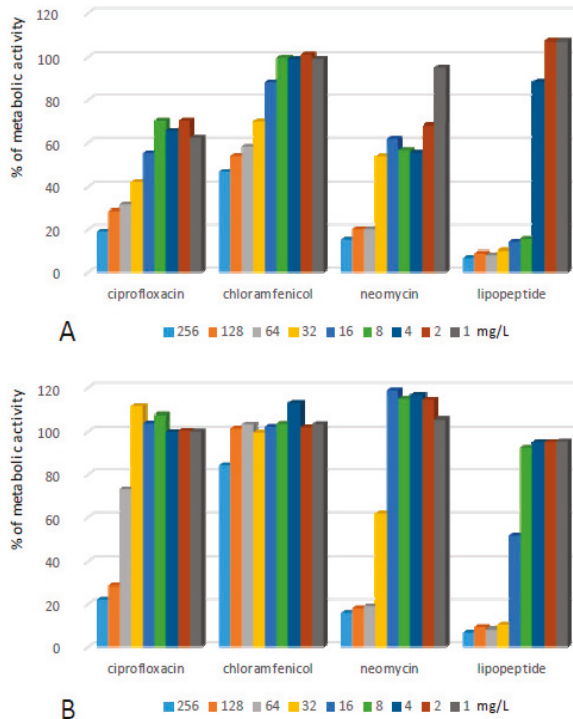 120
100
80
60
40
20
0
% of metabolic activity
ciprofloxacin chloramfenicol neomycin lipopeptide
A
256 128 64 32 16 8 4 2 1 mg/L
120
100
80
60
40
20
0
% of metabolic activity
ciprofloxacin chloramfenicol neomycin lipopeptide
B
256 128 64 32 16 8 4 2 1 mg/L